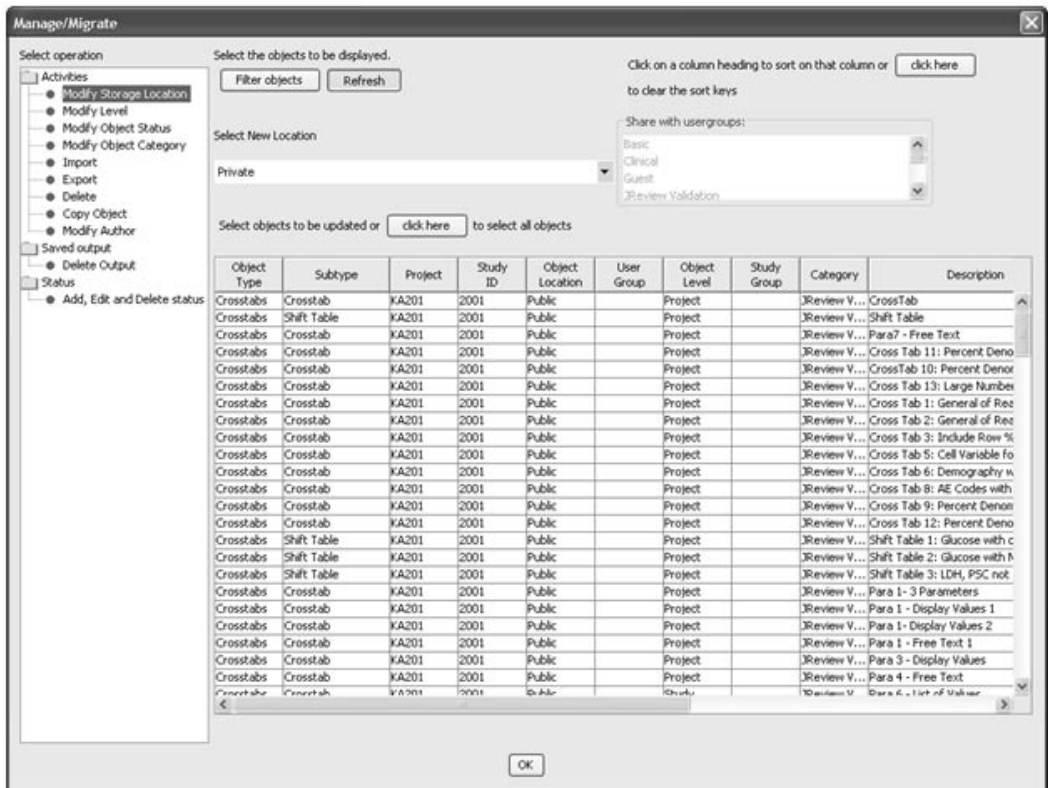 Manage/Migrate
Select operation
Activities
Modify Storage Location
Modify Level
Modify Object Status
Modify Object Category
Import
Export
Delete
Copy Object
Modify Author
Saved output
Delete Output
Status
Add, Edit and Delete status
Select the objects to be displayed.
Filter objects Refresh
Click on a column heading to sort on that column or click here
to clear the sort keys
Select New Location
Private
Share with usergroups:
Basic
Clinical
Guest
JReview Validation
Select objects to be updated or click here to select all objects
Object Type Subtype Project Study ID Object Location User Group Object Level Study Group Category Description
Crosstabs Crosstab KA201 2001 Public Project JReview V... CrossTab
Crosstabs Shift Table KA201 2001 Public Project JReview V... Shift Table
Crosstabs Crosstab KA201 2001 Public Project JReview V... Para7 - Free Text
Crosstabs Crosstab KA201 2001 Public Project JReview V... Cross Tab 11: Percent Deno
Crosstabs Crosstab KA201 2001 Public Project JReview V... CrossTab 10: Percent Denor
Crosstabs Crosstab KA201 2001 Public Project JReview V... Cross Tab 13: Large Number
Crosstabs Crosstab KA201 2001 Public Project JReview V... Cross Tab 1: General of Rea
Crosstabs Crosstab KA201 2001 Public Project JReview V... Cross Tab 2: General of Rea
Crosstabs Crosstab KA201 2001 Public Project JReview V... Cross Tab 3: Include Row %
Crosstabs Crosstab KA201 2001 Public Project JReview V... Cross Tab 5: Cell Variable fo
Crosstabs Crosstab KA201 2001 Public Project JReview V... Cross Tab 6: Demography w
Crosstabs Crosstab KA201 2001 Public Project JReview V... Cross Tab 8: AE Codes with
Crosstabs Crosstab KA201 2001 Public Project JReview V... Cross Tab 9: Percent Denom
Crosstabs Crosstab KA201 2001 Public Project JReview V... Cross Tab 12: Percent Deno
Crosstabs Shift Table KA201 2001 Public Project JReview V... Shift Table 1: Glucose with c
Crosstabs Shift Table KA201 2001 Public Project JReview V... Shift Table 2: Glucose with N
Crosstabs Shift Table KA201 2001 Public Project JReview V... Shift Table 3: LDH, PSC not
Crosstabs Crosstab KA201 2001 Public Project JReview V... Para 1- 3 Parameters
Crosstabs Crosstab KA201 2001 Public Project JReview V... Para 1 - Display Values 1
Crosstabs Crosstab KA201 2001 Public Project JReview V... Para 1- Display Values 2
Crosstabs Crosstab KA201 2001 Public Project JReview V... Para 1 - Free Text 1
Crosstabs Crosstab KA201 2001 Public Project JReview V... Para 3 - Display Values
Crosstabs Crosstab KA201 2001 Public Project JReview V... Para 4 - Free Text
Crosstabs Crosstab KA201 2001 Public Study JReview V... Para 6 - List of Values
OK